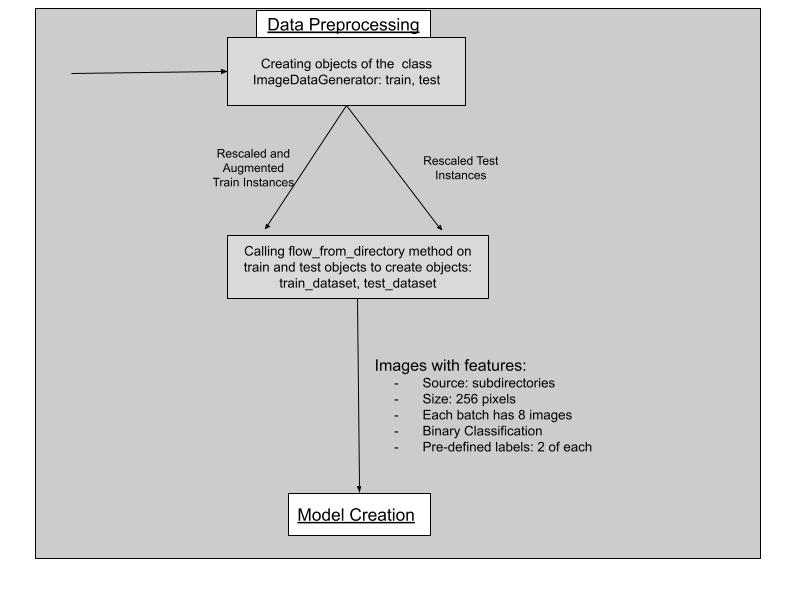 Data Preprocessing
Creating objects of the class
ImageDataGenerator: train, test
Rescaled and
Augmented
Train Instances
Rescaled Test
Instances
Calling flow_from_directory method on
train and test objects to create objects:
train_dataset, test_dataset
Images with features:
- Source: subdirectories
- Size: 256 pixels
- Each batch has 8 images
- Binary Classification
- Pre-defined labels: 2 of each
Model Creation